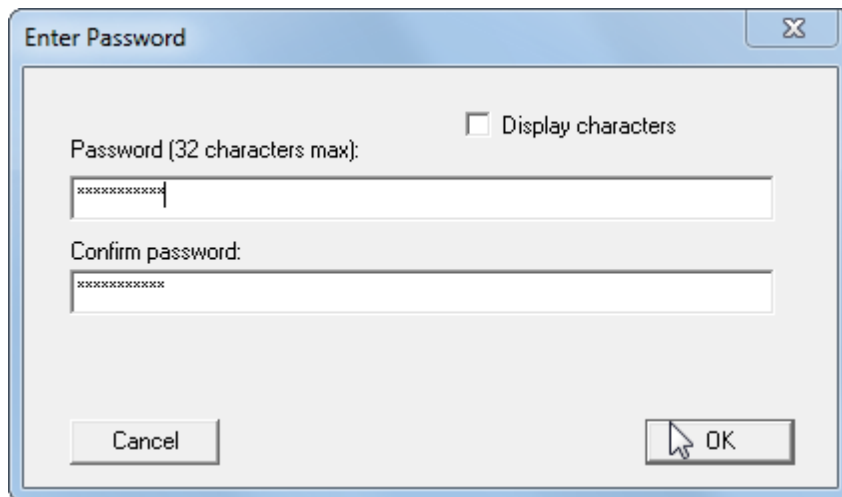 Enter Password
Display characters
Password (32 characters max):
***********
Confirm password:
***********
Cancel
OK